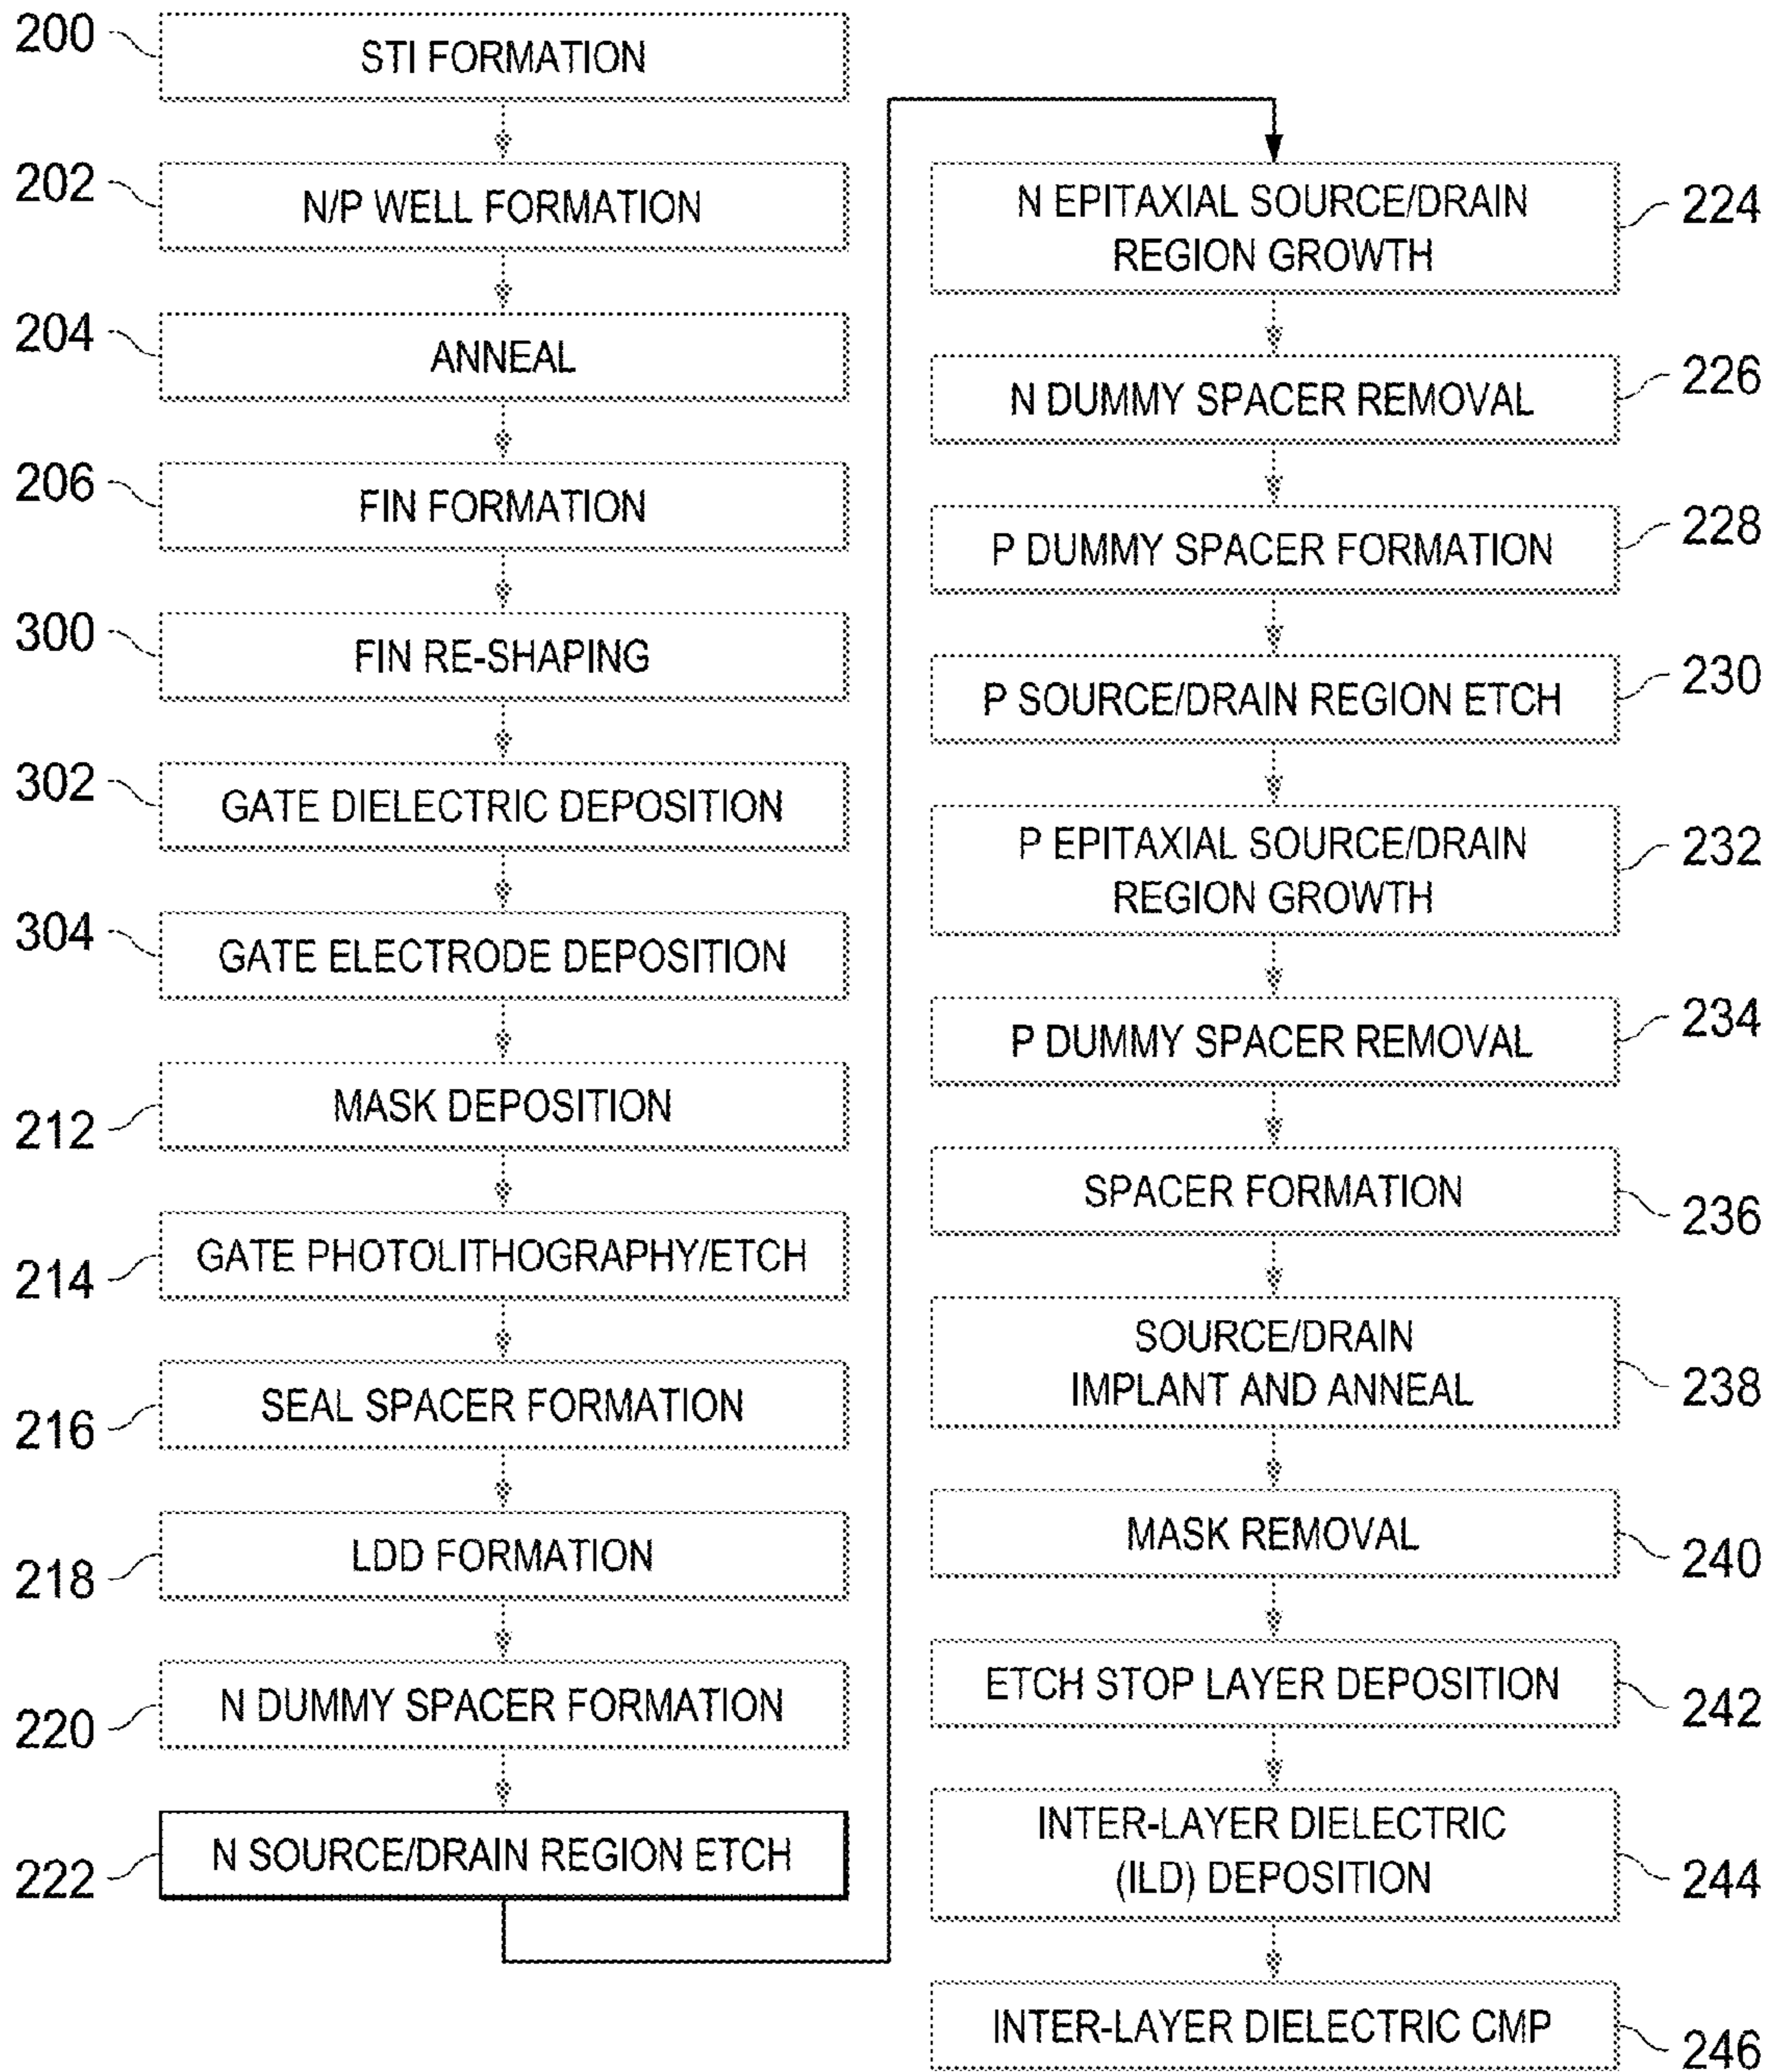 200
STI FORMATION
202
N/P WELL FORMATION
204
ANNEAL
206
FIN FORMATION
300
FIN RE-SHAPING
302
GATE DIELECTRIC DEPOSITION
304
GATE ELECTRODE DEPOSITION
212
MASK DEPOSITION
214
GATE PHOTOLITHOGRAPHY/ETCH
216
SEAL SPACER FORMATION
218
LDD FORMATION
220
N DUMMY SPACER FORMATION
222
N SOURCE/DRAIN REGION ETCH
N EPITAXIAL SOURCE/DRAIN
REGION GROWTH
224
N DUMMY SPACER REMOVAL
226
P DUMMY SPACER FORMATION
228
P SOURCE/DRAIN REGION ETCH
230
P EPITAXIAL SOURCE/DRAIN
REGION GROWTH
232
P DUMMY SPACER REMOVAL
234
SPACER FORMATION
236
SOURCE/DRAIN
IMPLANT AND ANNEAL
238
MASK REMOVAL
240
ETCH STOP LAYER DEPOSITION
242
INTER-LAYER DIELECTRIC
(ILD) DEPOSITION
244
INTER-LAYER DIELECTRIC CMP
246